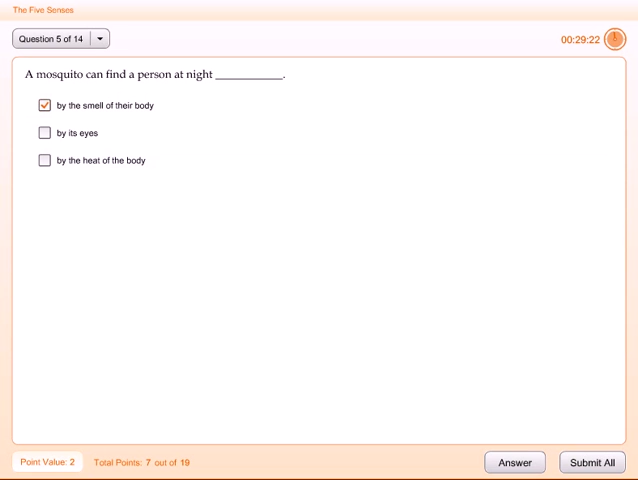 The Five Senses
Question 5 of 14
00:29:22
A mosquito can find a person at night ____________.
by the smell of their body
by its eyes
by the heat of the body
Point Value: 2
Total Points: 7 out of 19
Answer
Submit All